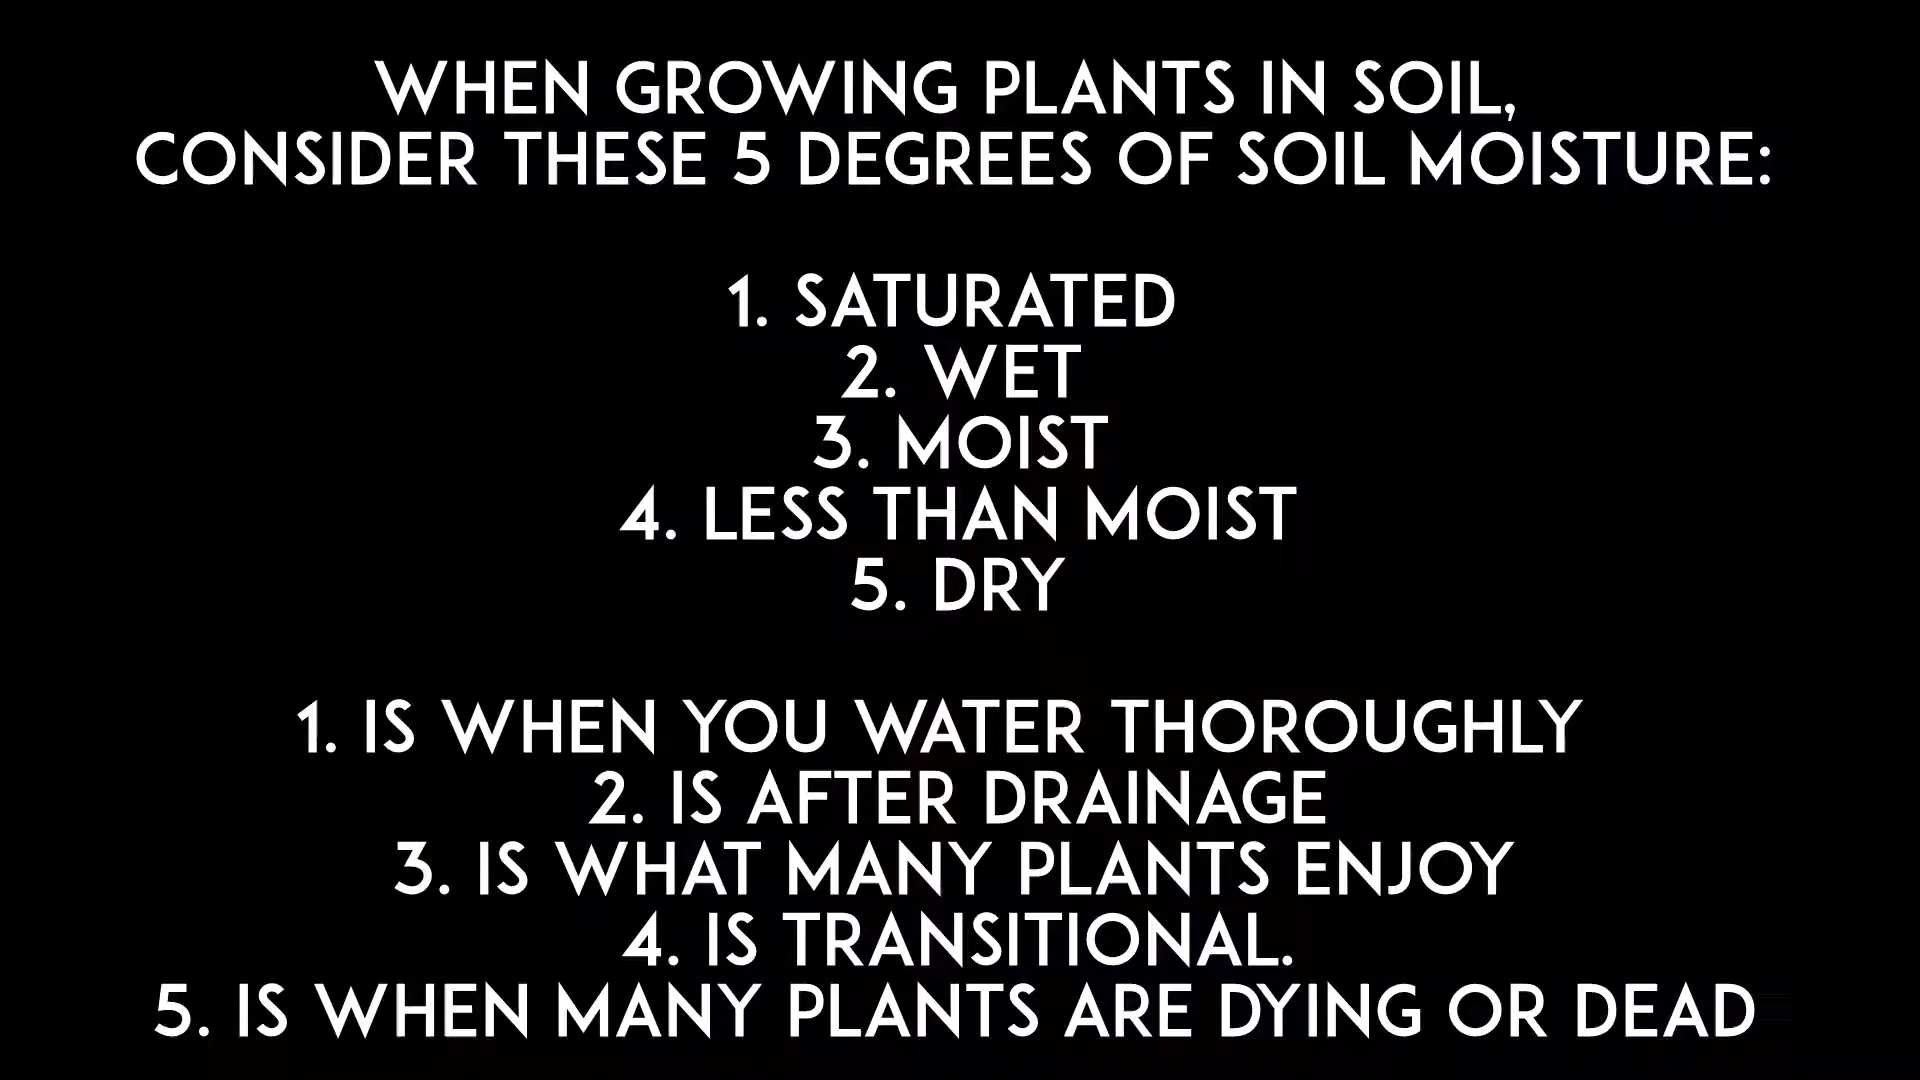 WHEN GROWING PLANTS IN SOIL,
CONSIDER THESE 5 DEGREES OF SOIL MOISTURE:
1. SATURATED
2. WET
3. MOIST
4. LESS THAN MOIST
5. DRY
1. IS WHEN YOU WATER THOROUGHLY
2. IS AFTER DRAINAGE
3. IS WHAT MANY PLANTS ENJOY
4. IS TRANSITIONAL.
5. IS WHEN MANY PLANTS ARE DYING OR DEAD